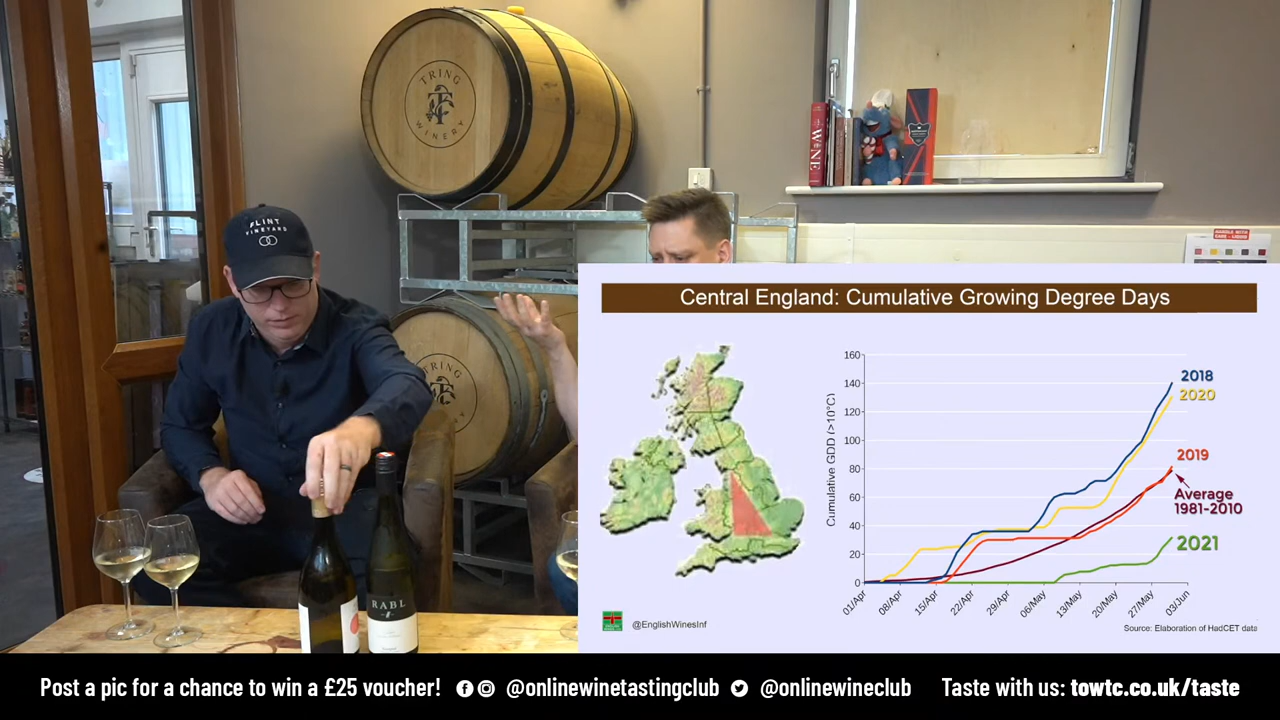 TRING
WINERY
WINE
FLINT
VINEYARD
RABL
Central England: Cumulative Growing Degree Days
Cumulative GDD (>10°C)
160
140
120
100
80
60
40
20
0
01/Apr
08/Apr
15/Apr
22/Apr
29/Apr
06/May
13/May
20/May
27/May
03/Jun
2018
2020
2019
Average
1981-2010
2021
@EnglishWinesInf
Source: Elaboration of HadCET data
Post a pic for a chance to win a £25 voucher! @onlinewinetastingclub @onlinewineclub Taste with us: towtc.co.uk/taste